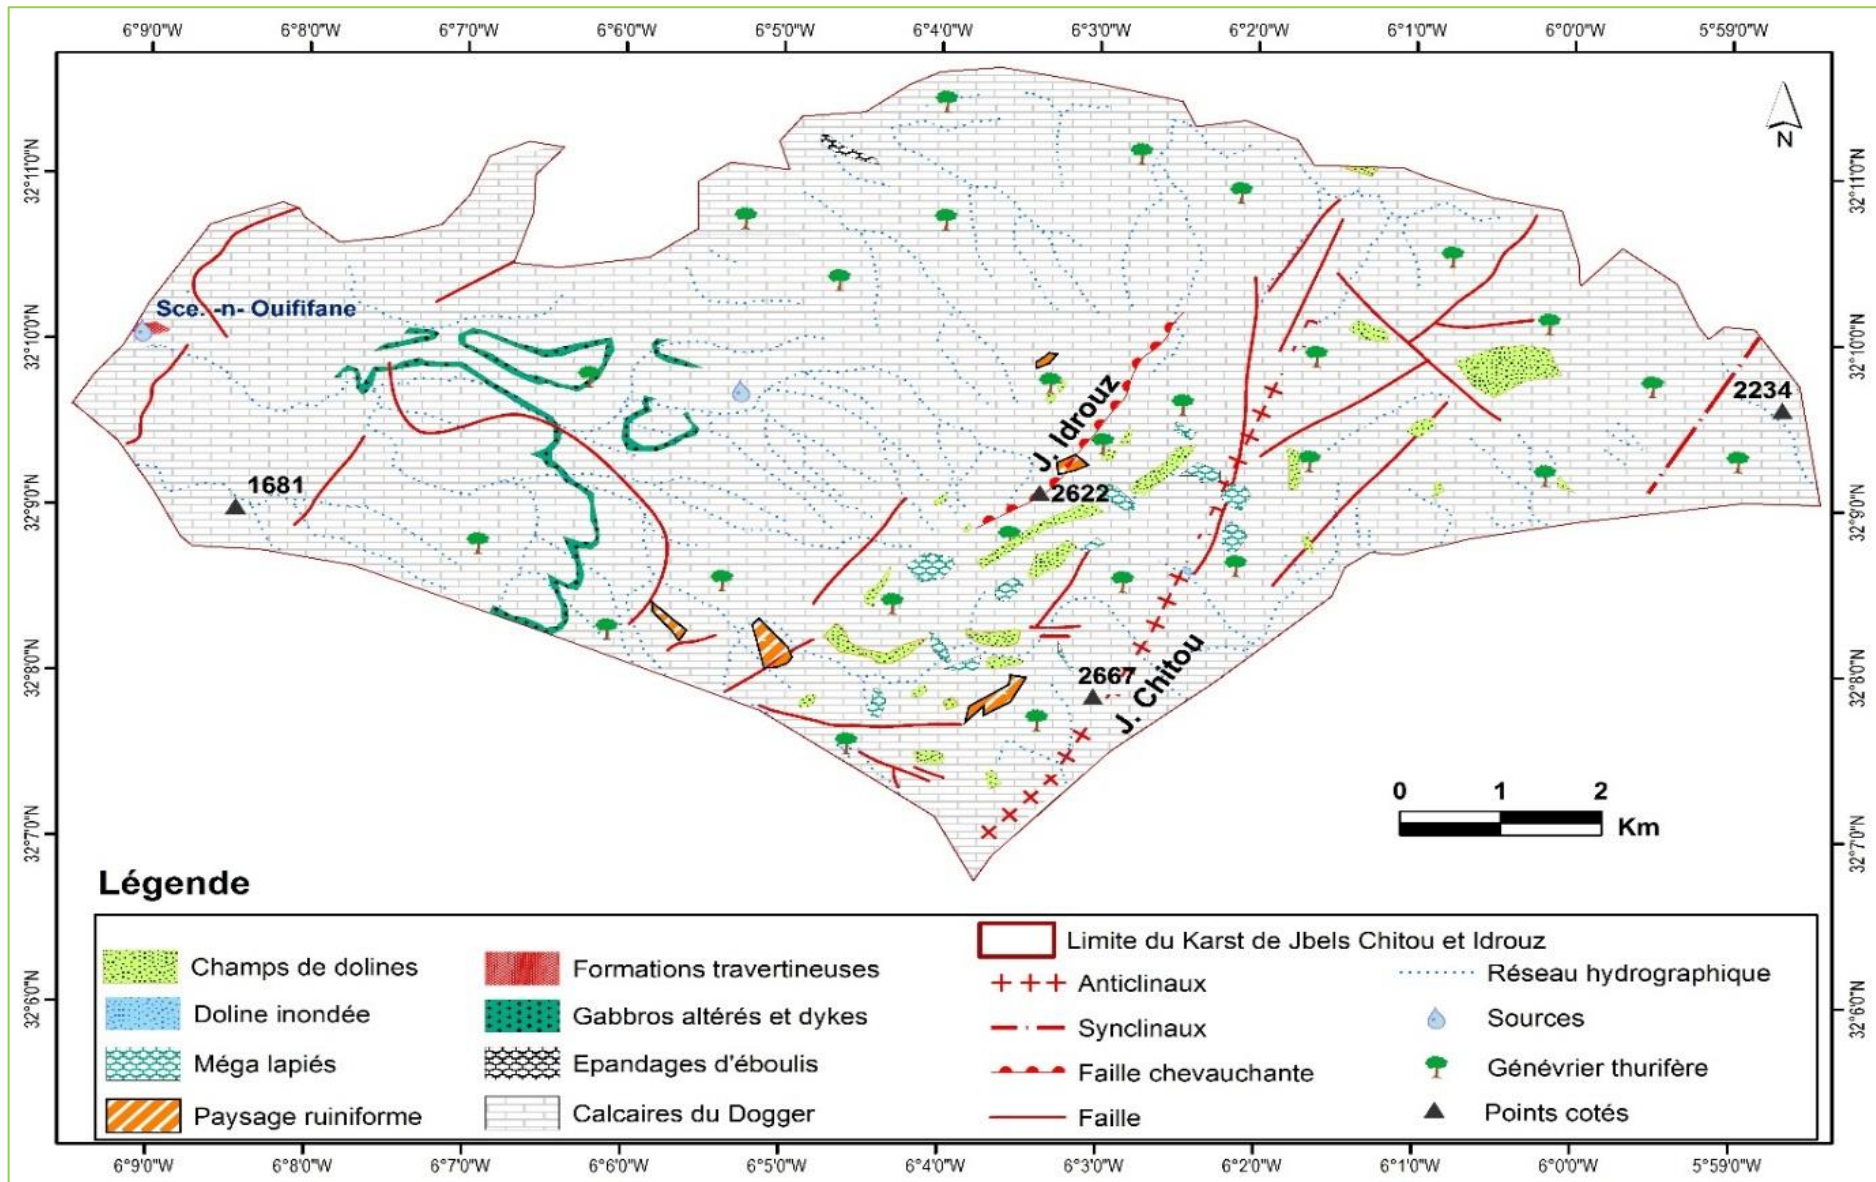 6°9'0"W 6°8'0"W 6°7'0"W 6°6'0"W 6°5'0"W 6°4'0"W 6°3'0"W 6°2'0"W 6°1'0"W 6°0'0"W 5°59'0"W
N
32°11'0"N 32°11'0"N
Sce. -n- Ouififane
32°10'0"N 32°10'0"N
2234
J. Idrouz
1681
2622
32°9'0"N 32°9'0"N
32°8'0"N 32°8'0"N
2667
J. Chitou
0 1 2
Km
32°7'0"N 32°7'0"N
Légende
Champs de dolines
Doline inondée
Méga lapiés
Paysage ruiniforme
Formations travertineuses
Gabbros altérés et dykes
Epandages d'éboulis
Calcaires du Dogger
Limite du Karst de Jbels Chitou et Idrouz
Anticlinaux
Synclinaux
Faille chevauchante
Faille
Réseau hydrographique
Sources
Génévrier thurifère
Points cotés
32°6'0"N 32°6'0"N
6°9'0"W 6°8'0"W 6°7'0"W 6°6'0"W 6°5'0"W 6°4'0"W 6°3'0"W 6°2'0"W 6°1'0"W 6°0'0"W 5°59'0"W